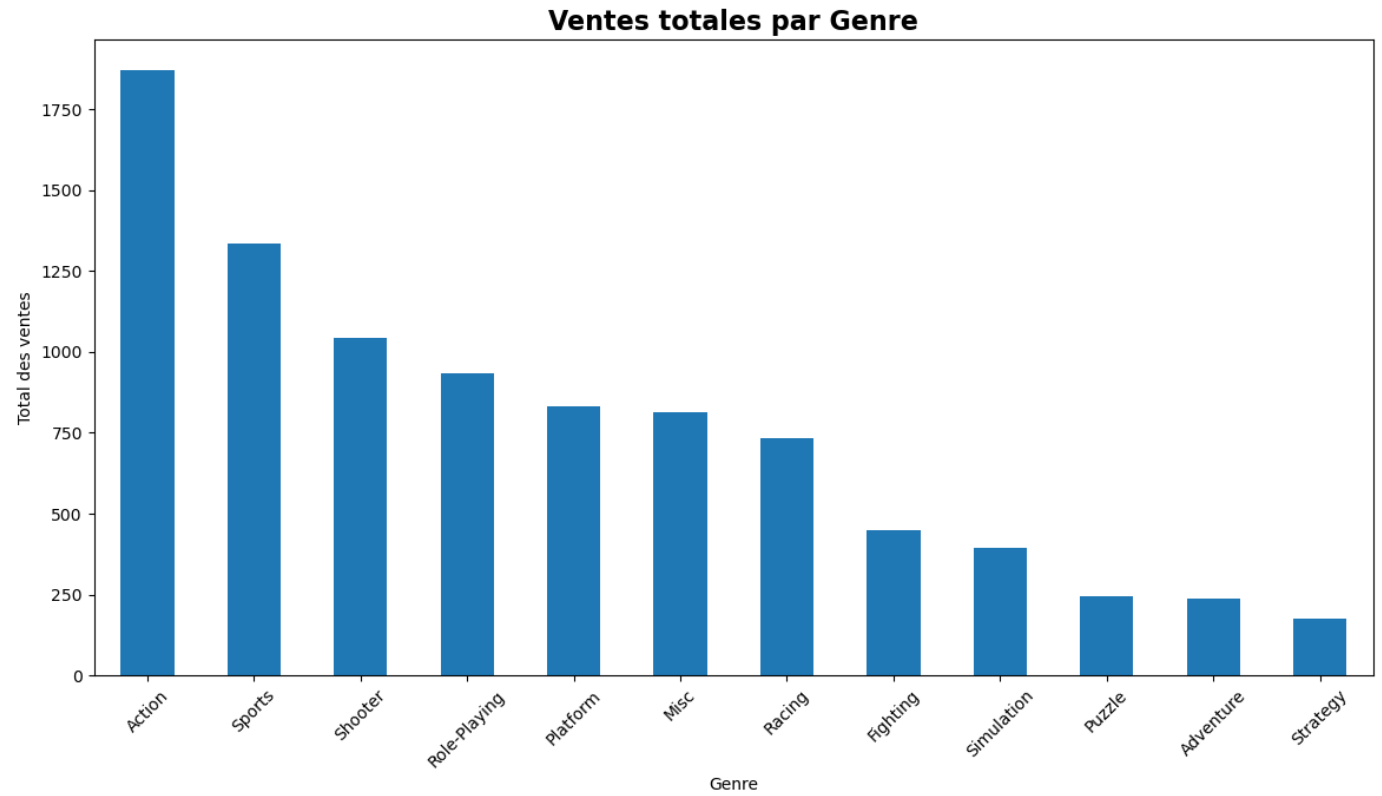 Ventes totales par Genre
Total des ventes
1750
1500
1250
1000
750
500
250
0
Action
Sports
Shooter
Role-Playing
Platform
Misc
Racing
Fighting
Simulation
Puzzle
Adventure
Strategy
Genre